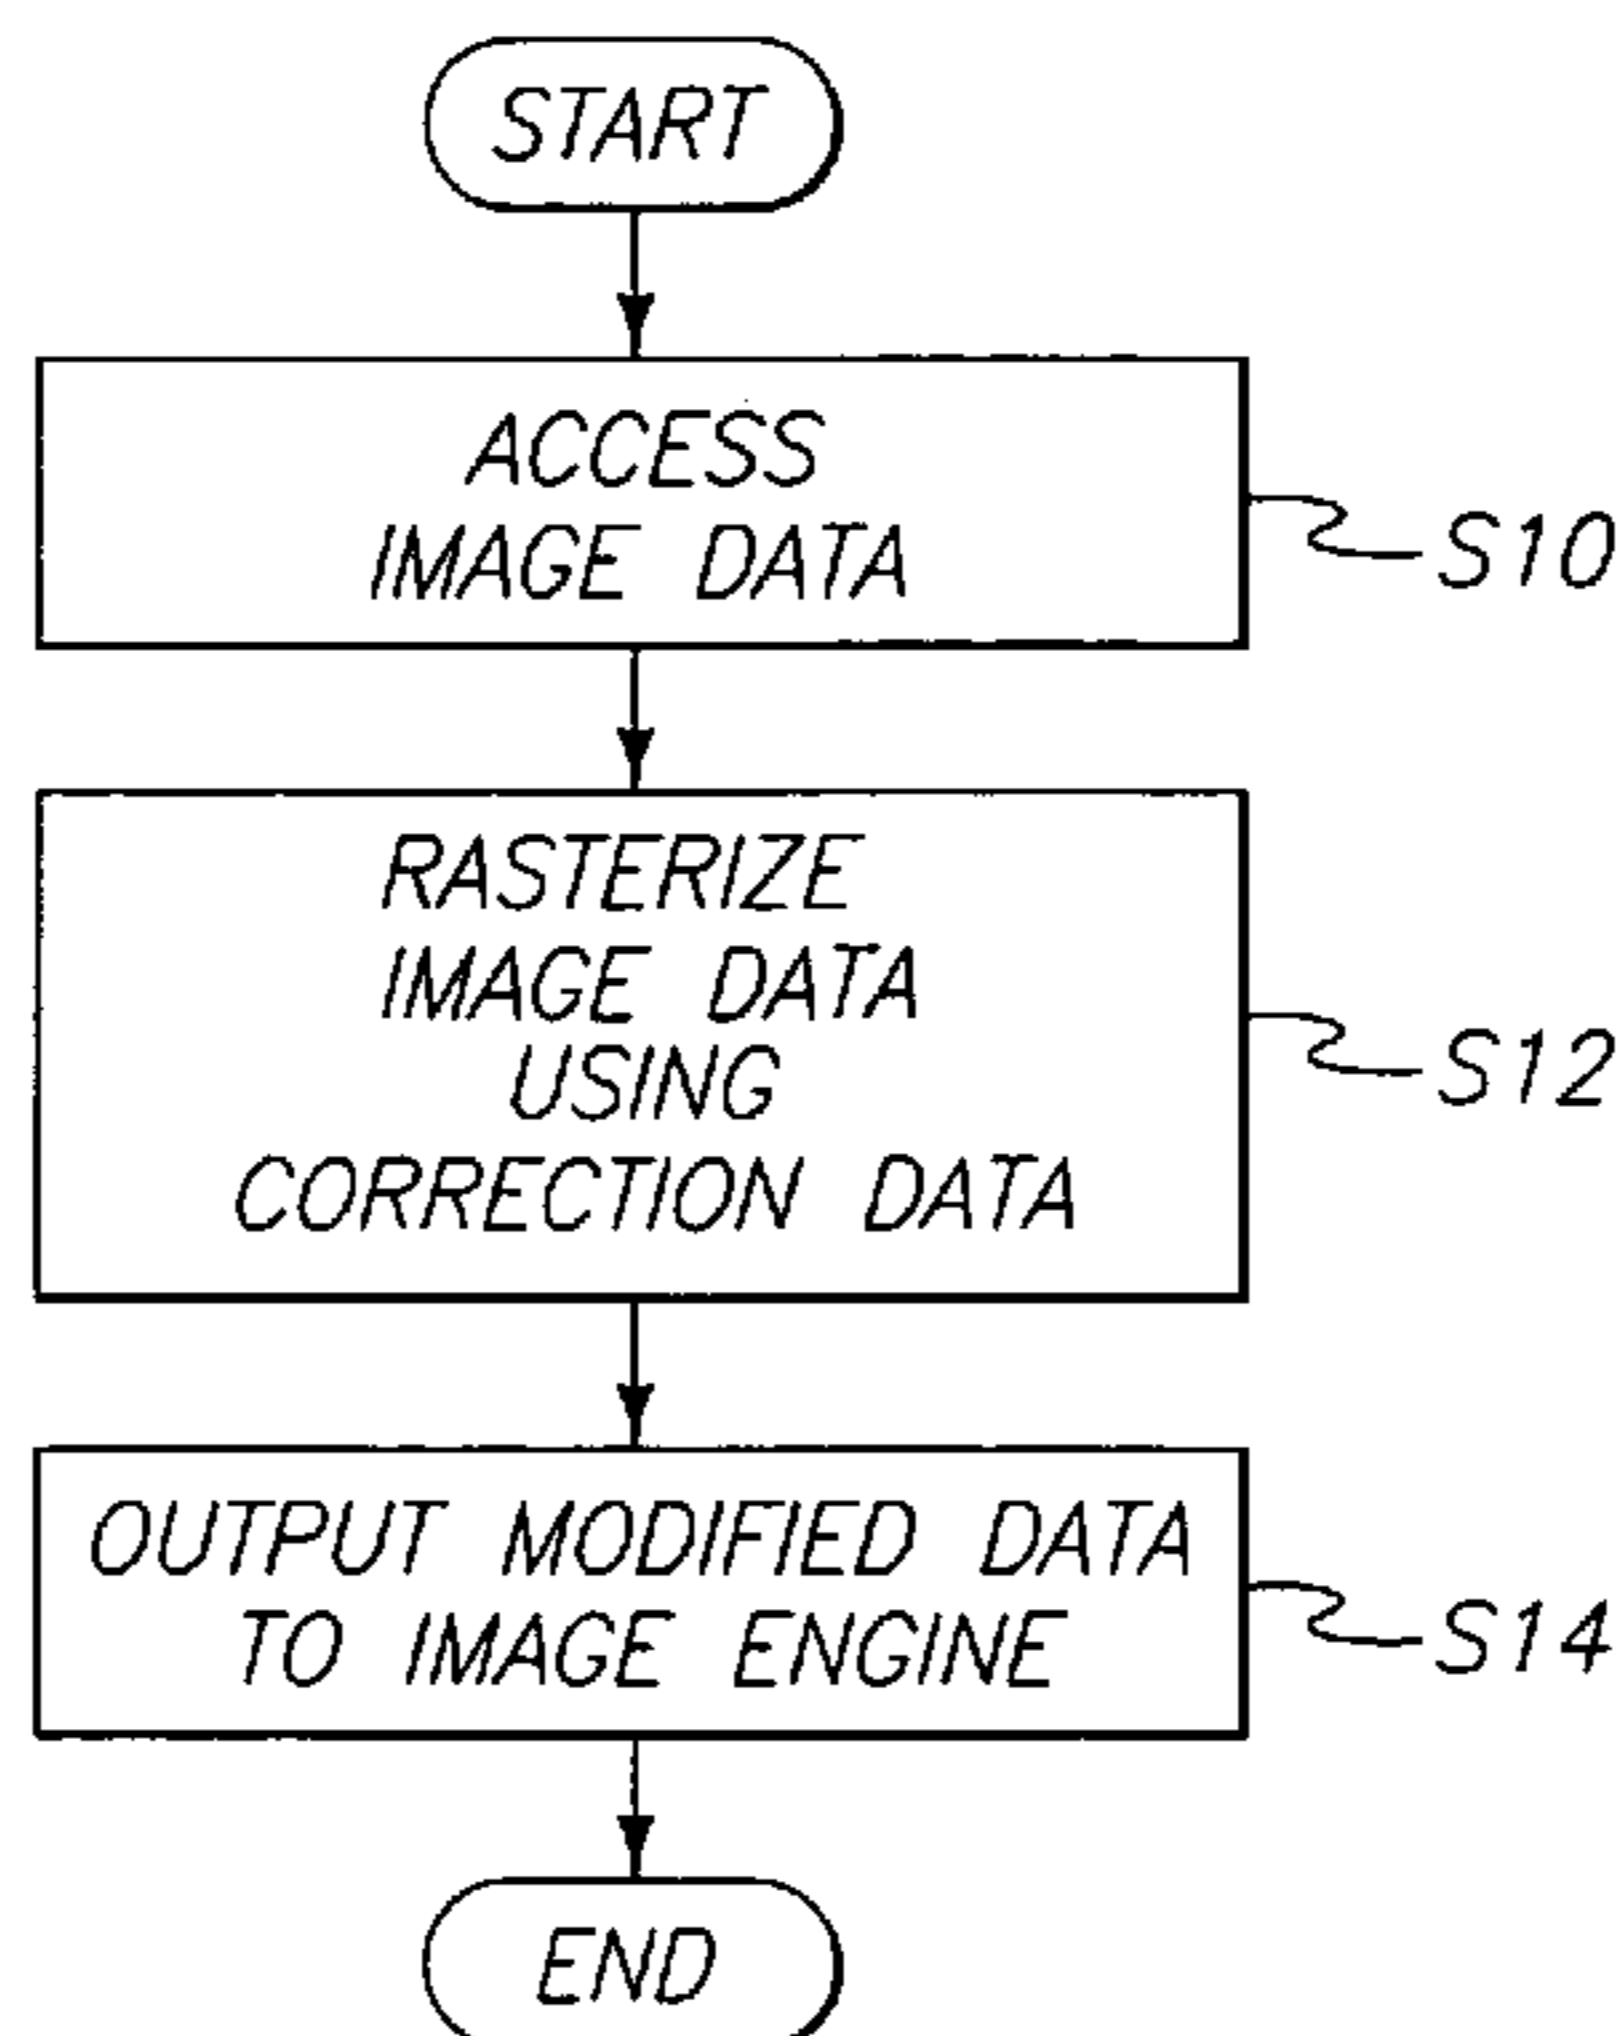 START
ACCESS
IMAGE DATA
S10
RASTERIZE
IMAGE DATA
USING
CORRECTION DATA
S12
OUTPUT MODIFIED DATA
TO IMAGE ENGINE
S14
END